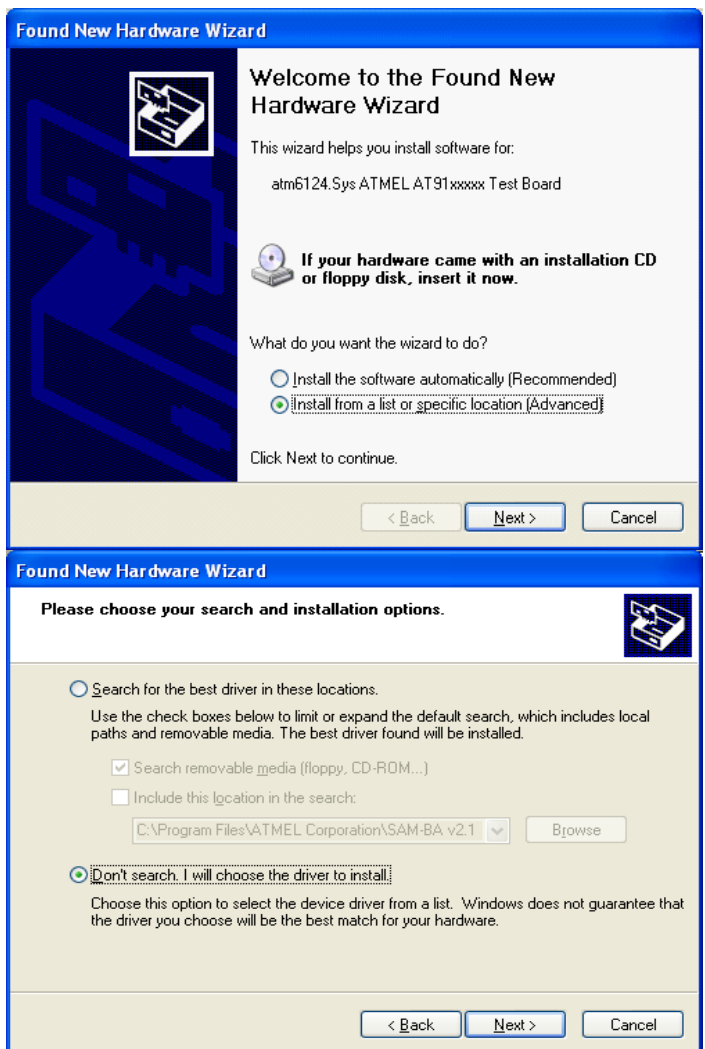 Found New Hardware Wizard
Welcome to the Found New
Hardware Wizard
This wizard helps you install software for:
atm6124.Sys ATMEL AT91xxxxx Test Board
If your hardware came with an installation CD
or floppy disk, insert it now.
What do you want the wizard to do?
Install the software automatically (Recommended)
Install from a list or specific location (Advanced)
Click Next to continue.
< Back Next > Cancel
Found New Hardware Wizard
Please choose your search and installation options.
Search for the best driver in these locations.
Use the check boxes below to limit or expand the default search, which includes local
paths and removable media. The best driver found will be installed.
Search removable media (floppy, CD-ROM...)
Include this location in the search:
C:\Program Files\ATMEL Corporation\SAM-BA v2.1 Browse
Don't search. I will choose the driver to install.
Choose this option to select the device driver from a list. Windows does not guarantee that
the driver you choose will be the best match for your hardware.
< Back Next > Cancel